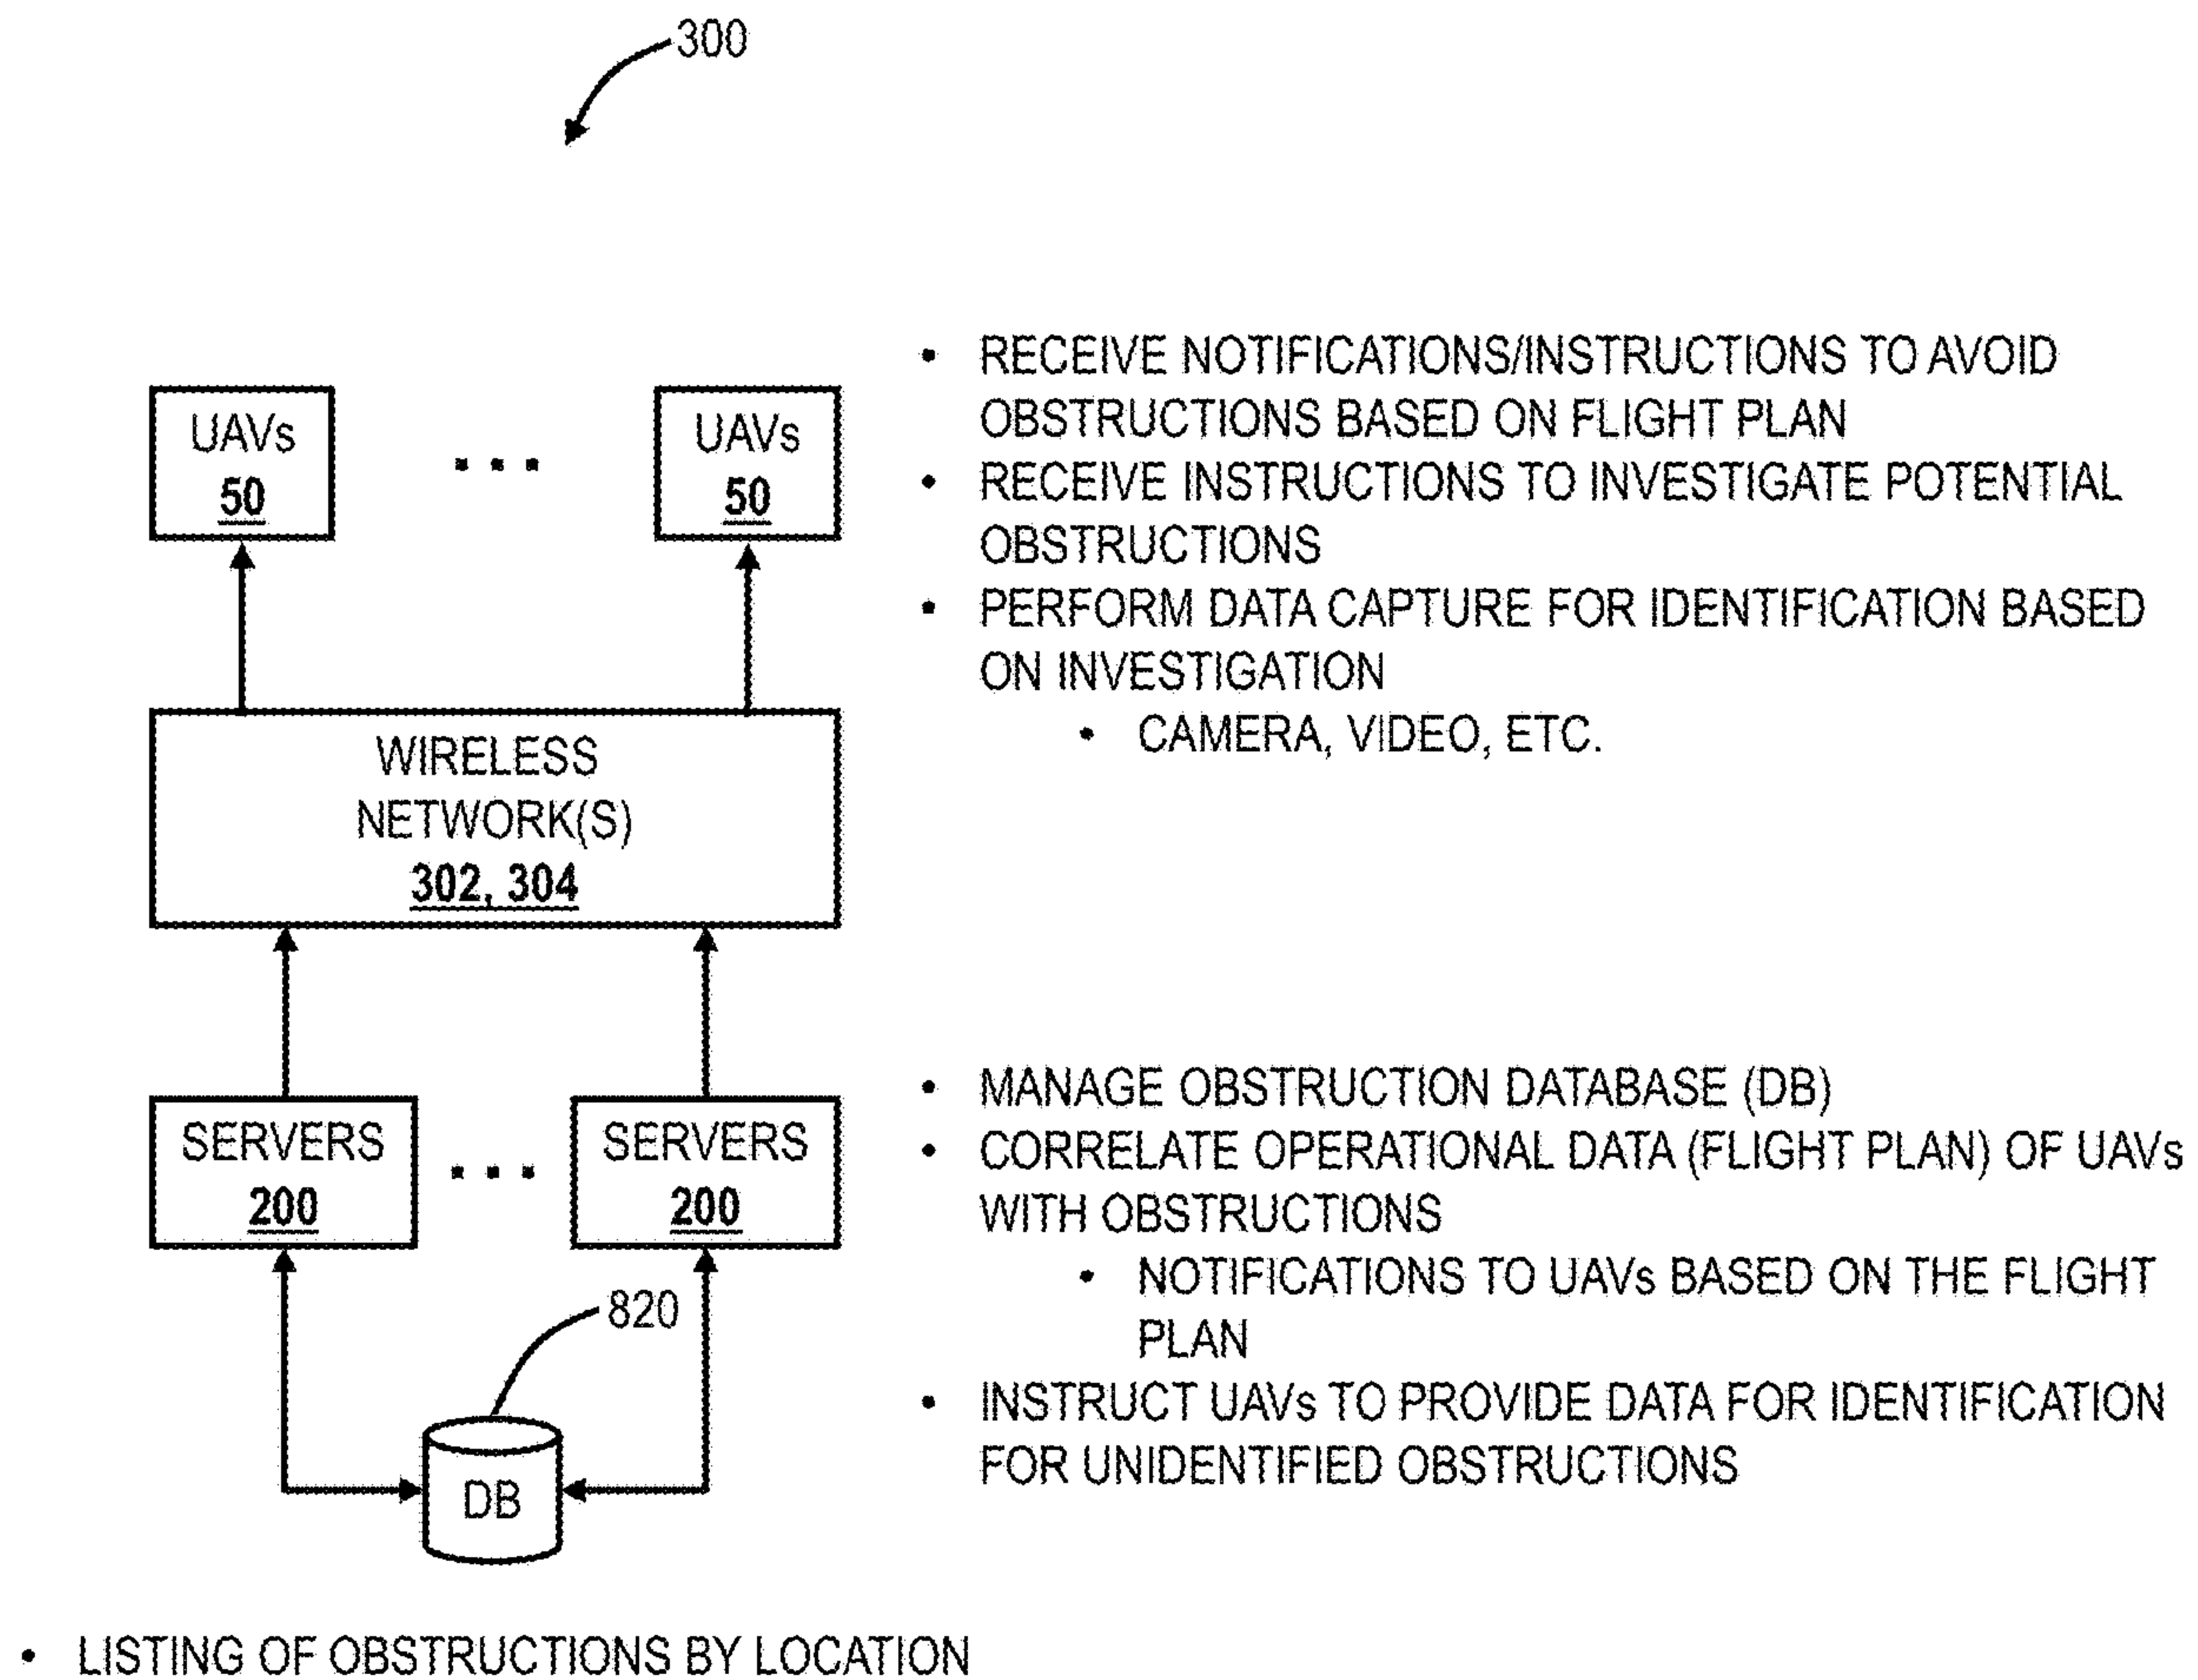 300
UAVs
50
. . .
UAVs
50
• RECEIVE NOTIFICATIONS/INSTRUCTIONS TO AVOID
OBSTRUCTIONS BASED ON FLIGHT PLAN
• RECEIVE INSTRUCTIONS TO INVESTIGATE POTENTIAL
OBSTRUCTIONS
• PERFORM DATA CAPTURE FOR IDENTIFICATION BASED
ON INVESTIGATION
• CAMERA, VIDEO, ETC.
WIRELESS
NETWORK(S)
302, 304
SERVERS
200
. . .
SERVERS
200
• MANAGE OBSTRUCTION DATABASE (DB)
• CORRELATE OPERATIONAL DATA (FLIGHT PLAN) OF UAVs
WITH OBSTRUCTIONS
• NOTIFICATIONS TO UAVs BASED ON THE FLIGHT
PLAN
• INSTRUCT UAVs TO PROVIDE DATA FOR IDENTIFICATION
FOR UNIDENTIFIED OBSTRUCTIONS
820
DB
• LISTING OF OBSTRUCTIONS BY LOCATION